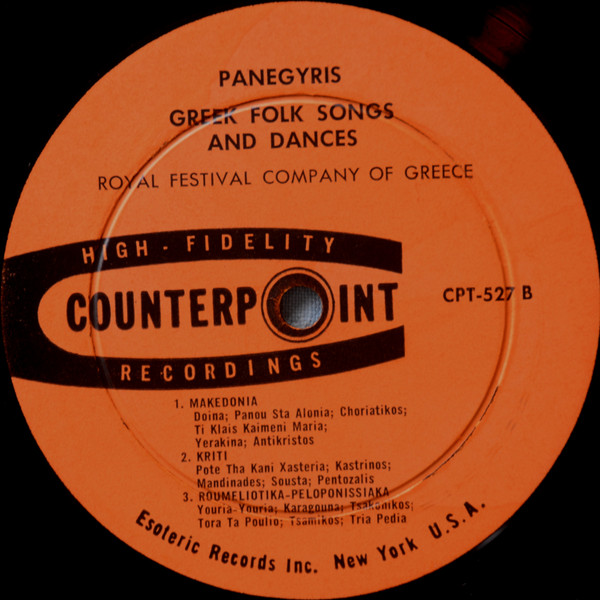 PANEGYRIS
GREEK FOLK SONGS
AND DANCES
ROYAL FESTIVAL COMPANY OF GREECE
HIGH - FIDELITY
COUNTERPOINT
RECORDINGS
CPT-527 B
1. MAKEDONIA
Doina; Panou Sta Alonia; Choriatikos;
Ti Klais Kaimeni Maria;
Yerakina; Antikristos
2. KRITI
Pote Tha Kani Xasteria; Kastrinos;
Mandinades; Sousta; Pentozalis
3. ROUMELIOTIKA-PELOPONISSIAKA
Youria-Youria; Karagouna; Tsakonikos;
Tora Ta Poulio; Tsamikos; Tria Pedia
Esoteric Records Inc. New York U.S.A.